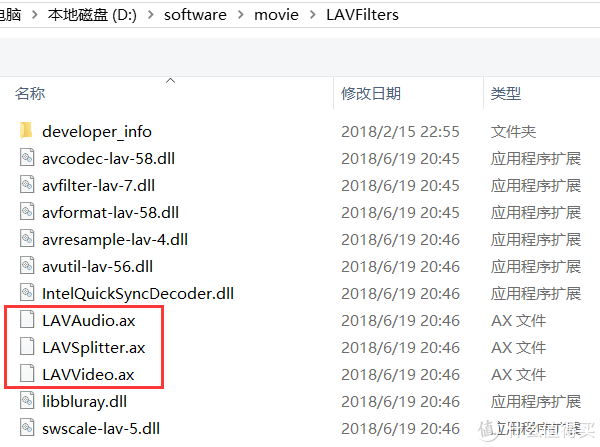 电脑 > 本地磁盘 (D:) > software > movie > LAVFilters
名称 修改日期 类型
developer_info 2018/2/15 22:55 文件夹
avcodec-lav-58.dll 2018/6/19 20:45 应用程序扩展
avfilter-lav-7.dll 2018/6/19 20:45 应用程序扩展
avformat-lav-58.dll 2018/6/19 20:45 应用程序扩展
avresample-lav-4.dll 2018/6/19 20:46 应用程序扩展
avutil-lav-56.dll 2018/6/19 20:46 应用程序扩展
IntelQuickSyncDecoder.dll 2018/6/19 20:46 应用程序扩展
LAVAudio.ax 2018/6/19 20:46 AX 文件
LAVSplitter.ax 2018/6/19 20:46 AX 文件
LAVVideo.ax 2018/6/19 20:46 AX 文件
libbluray.dll 2018/6/19 20:46 应用程序扩展
swscale-lav-5.dll 2018/6/19 20:46 应用程序扩展
值 什么值得买